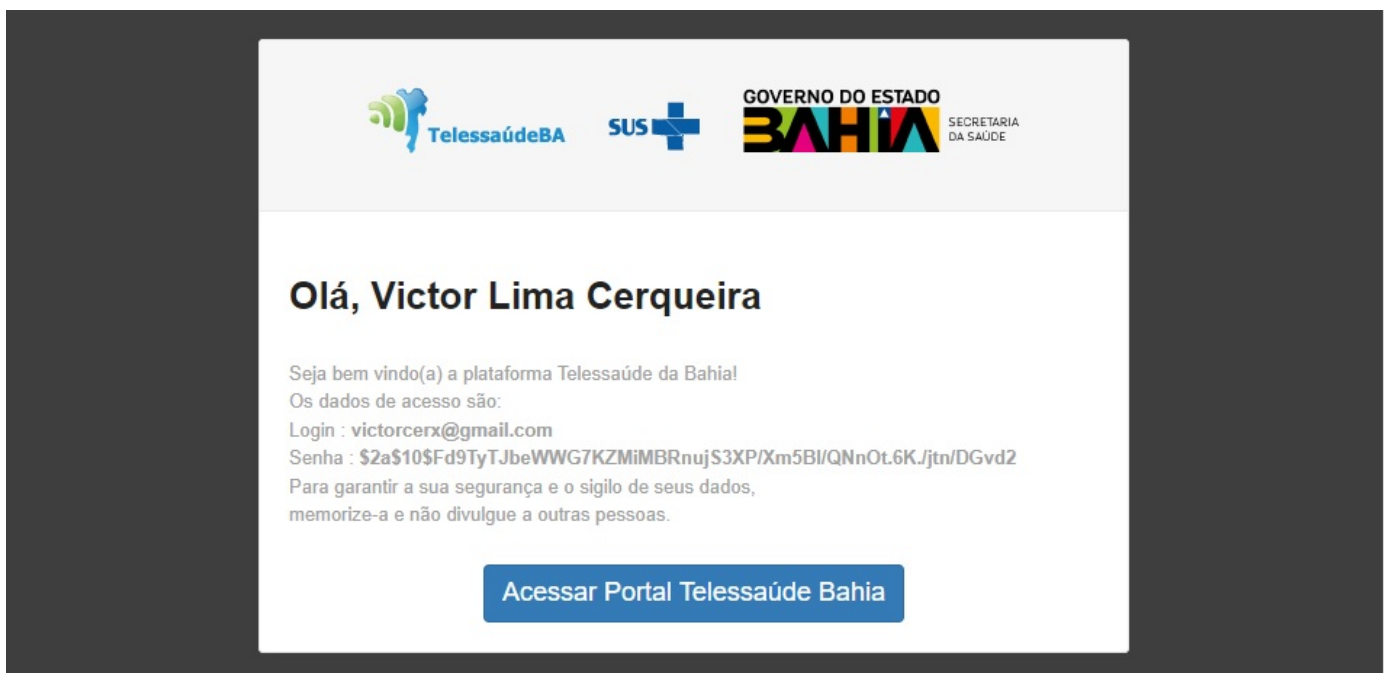 TelessaúdeBA
SUS
GOVERNO DO ESTADO
BAHIA
SECRETARIA
DA SAÚDE
Olá, Victor Lima Cerqueira
Seja bem vindo(a) a plataforma Telessaúde da Bahia!
Os dados de acesso são:
Login : victorcerx@gmail.com
Senha : $2a$10$Fd9TyTJbeWWG7KZMiMBRnujS3XP/Xm5BI/QNnOt.6K./jtn/DGvd2
Para garantir a sua segurança e o sigilo de seus dados,
memorize-a e não divulgue a outras pessoas.
Acessar Portal Telessaúde Bahia